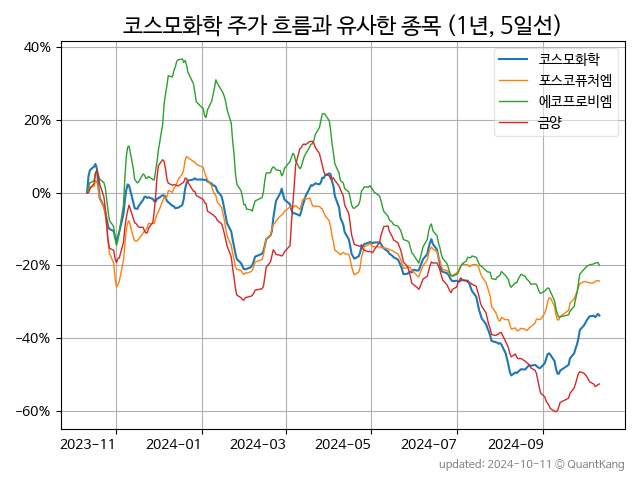 코스모화학 주가 흐름과 유사한 종목 (1년, 5일선)
40%
20%
0%
−20%
−40%
−60%
코스모화학
포스코퓨처엠
에코프로비엠
금양
2023-11
2024-01
2024-03
2024-05
2024-07
2024-09
updated: 2024-10-11 © QuantKang